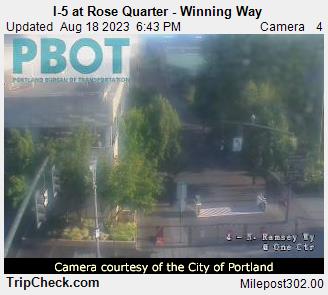 I-5 at Rose Quarter - Winning Way
Updated Aug 18 2023 6:43 PM Camera 4
PBOT
PORTLAND BUREAU OF TRANSPORTATION
4 - N. Ramsey Wy
@ One Ctr
Camera courtesy of the City of Portland
TripCheck.com Milepost302.00